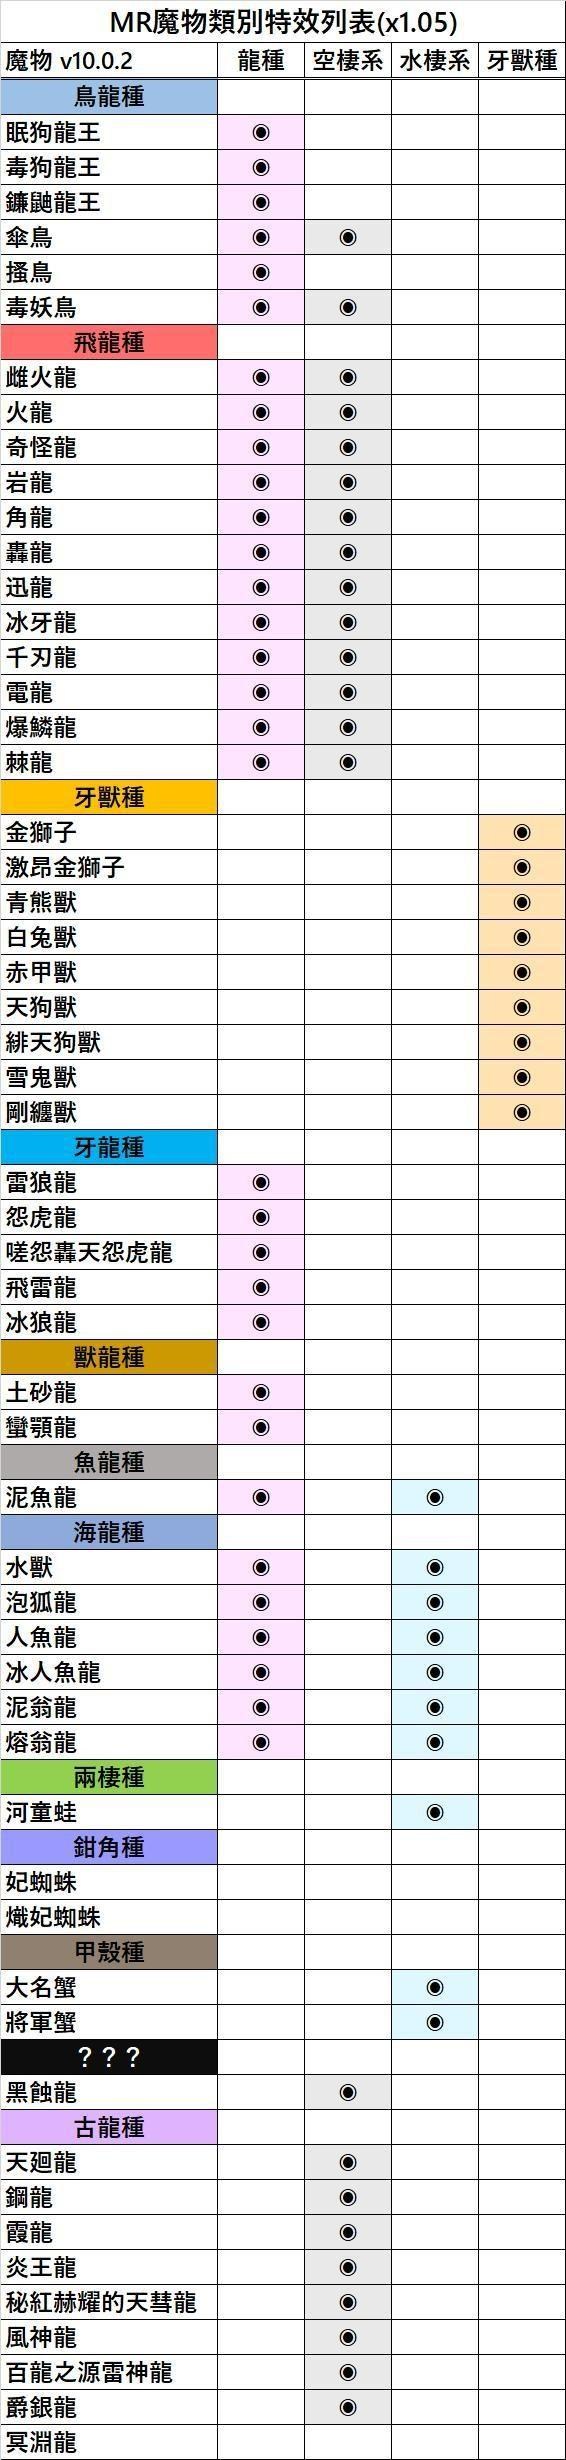 MR魔物類別特效列表(x1.05)
魔物 v10.0.2 龍種 空棲系 水棲系 牙獸種
鳥龍種
眠狗龍王 ◉
毒狗龍王 ◉
鐮鼬龍王 ◉
傘鳥 ◉ ◉
搔鳥 ◉
毒妖鳥 ◉ ◉
飛龍種
雌火龍 ◉ ◉
火龍 ◉ ◉
奇怪龍 ◉ ◉
岩龍 ◉ ◉
角龍 ◉ ◉
轟龍 ◉ ◉
迅龍 ◉ ◉
冰牙龍 ◉ ◉
千刃龍 ◉ ◉
電龍 ◉ ◉
爆鱗龍 ◉ ◉
棘龍 ◉ ◉
牙獸種
金獅子 ◉
激昂金獅子 ◉
青熊獸 ◉
白兔獸 ◉
赤甲獸 ◉
天狗獸 ◉
緋天狗獸 ◉
雪鬼獸 ◉
剛纏獸 ◉
牙龍種
雷狼龍 ◉
怨虎龍 ◉
嗟怨轟天怨虎龍 ◉
飛雷龍 ◉
冰狼龍 ◉
獸龍種
土砂龍 ◉
蠻顎龍 ◉
魚龍種
泥魚龍 ◉ ◉
海龍種
水獸 ◉ ◉
泡狐龍 ◉ ◉
人魚龍 ◉ ◉
冰人魚龍 ◉ ◉
泥翁龍 ◉ ◉
熔翁龍 ◉ ◉
兩棲種
河童蛙 ◉
鉗角種
妃蜘蛛
熾妃蜘蛛
甲殼種
大名蟹 ◉
將軍蟹 ◉
？？？
黑蝕龍 ◉
古龍種
天廻龍 ◉
鋼龍 ◉
霞龍 ◉
炎王龍 ◉
秘紅赫耀的天彗龍 ◉
風神龍 ◉
百龍之源雷神龍 ◉
爵銀龍 ◉
冥淵龍